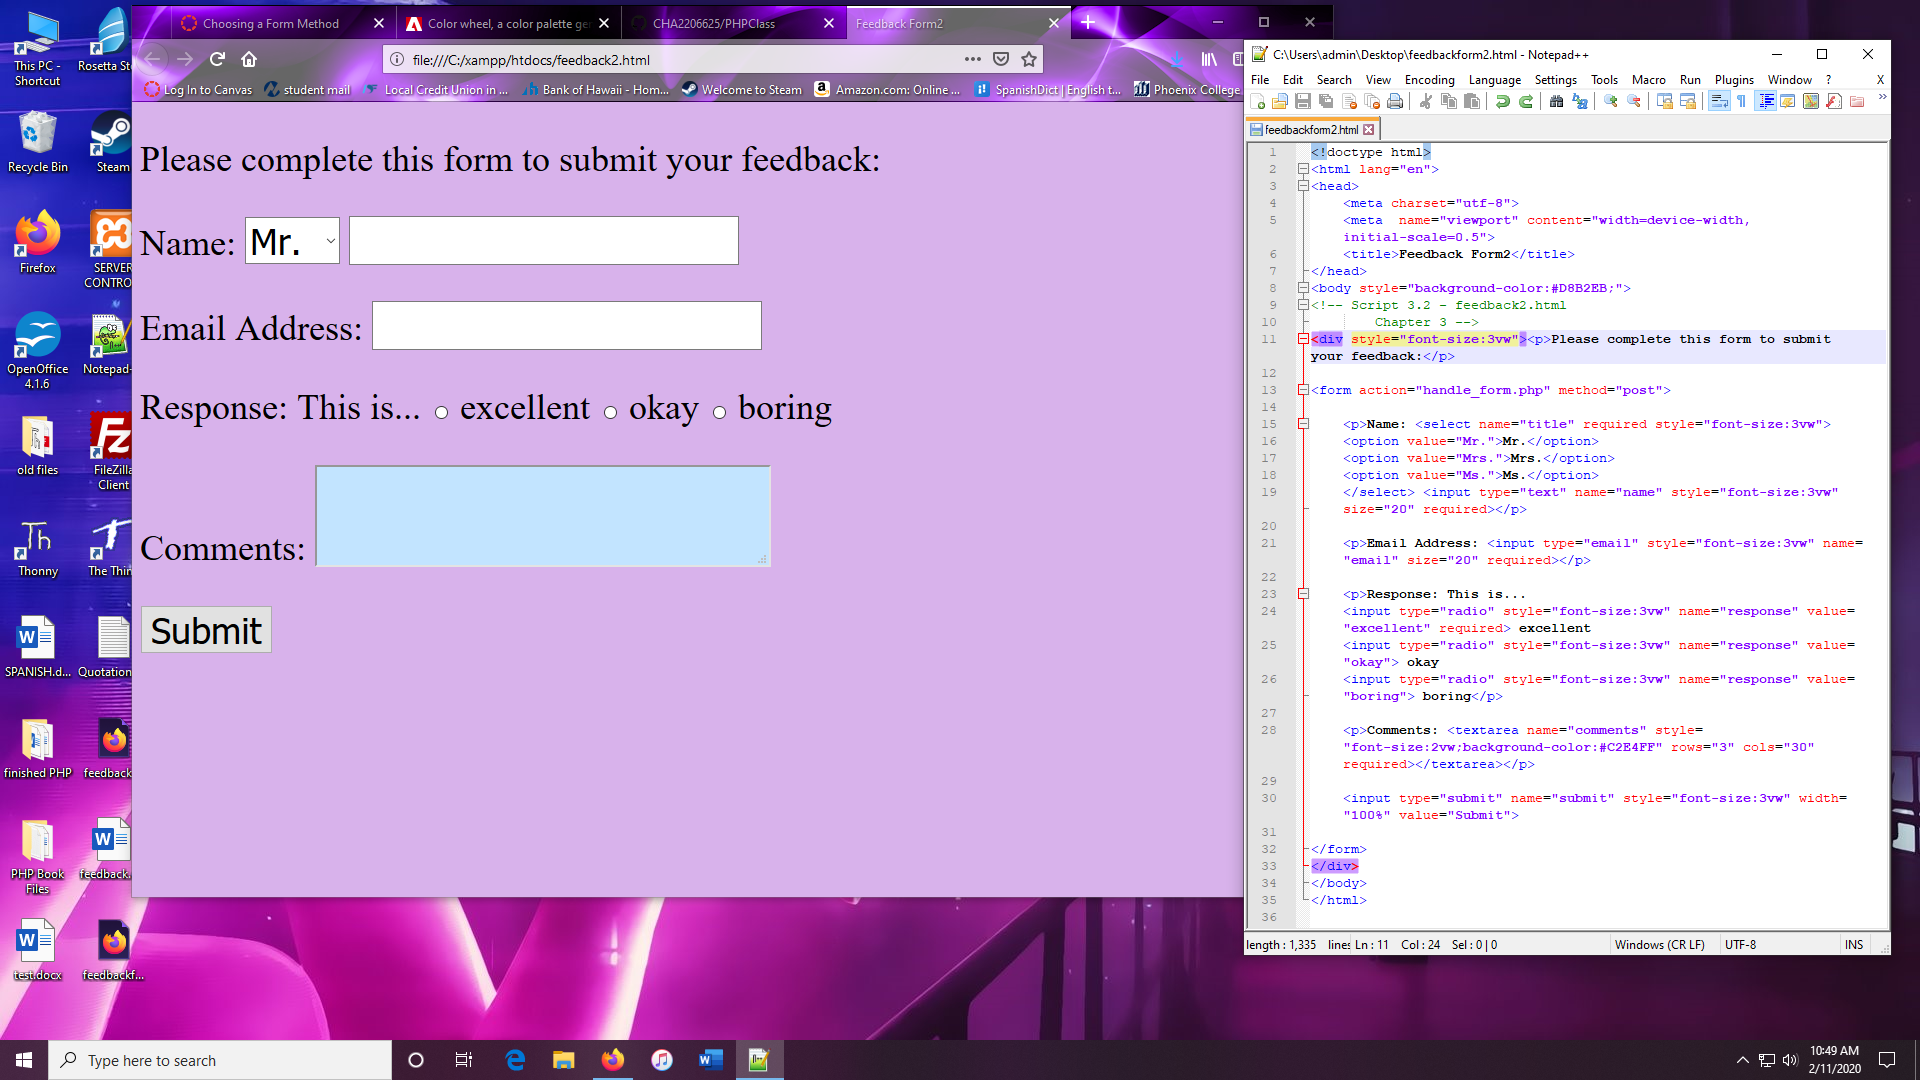 This PC - Shortcut
Rosetta St
Recycle Bin
Steam
Firefox
SERVER CONTRO
OpenOffice 4.1.6
Notepad
old files
FileZilla Client
Thonny
The Thin
SPANISH.d...
Quotation
finished PHP
feedback
PHP Book Files
feedback.
test.docx
feedbackf...
Choosing a Form Method
Color wheel, a color palette ge
CHA2206625/PHPClass
Feedback Form2
file:///C:/xampp/htdocs/feedback2.html
Log In to Canvas
student mail
Local Credit Union in ...
Bank of Hawaii - Hom...
Welcome to Steam
Amazon.com: Online ...
SpanishDict | English t...
Phoenix College
Please complete this form to submit your feedback:
Name: Mr.
Email Address:
Response: This is... excellent okay boring
Comments:
Submit
C:\Users\admin\Desktop\feedbackform2.html - Notepad++
File Edit Search View Encoding Language Settings Tools Macro Run Plugins Window ? X
feedbackform2.html
1 <!doctype html>
2 <html lang="en">
3 <head>
4 <meta charset="utf-8">
5 <meta  name="viewport" content="width=device-width,
initial-scale=0.5">
6 <title>Feedback Form2</title>
7 </head>
8 <body style="background-color:#D8B2EB;">
9 <!-- Script 3.2 - feedback2.html
10 Chapter 3 -->
11 <div style="font-size:3vw"><p>Please complete this form to submit
your feedback:</p>
12
13 <form action="handle_form.php" method="post">
14
15 <p>Name: <select name="title" required style="font-size:3vw">
16 <option value="Mr.">Mr.</option>
17 <option value="Mrs.">Mrs.</option>
18 <option value="Ms.">Ms.</option>
19 </select> <input type="text" name="name" style="font-size:3vw"
size="20" required></p>
20
21 <p>Email Address: <input type="email" style="font-size:3vw" name=
"email" size="20" required></p>
22
23 <p>Response: This is...
24 <input type="radio" style="font-size:3vw" name="response" value=
"excellent" required> excellent
25 <input type="radio" style="font-size:3vw" name="response" value=
"okay"> okay
26 <input type="radio" style="font-size:3vw" name="response" value=
"boring"> boring</p>
27
28 <p>Comments: <textarea name="comments" style=
"font-size:2vw;background-color:#C2E4FF" rows="3" cols="30"
required></textarea></p>
29
30 <input type="submit" name="submit" style="font-size:3vw" width=
"100%" value="Submit">
31
32 </form>
33 </div>
34 </body>
35 </html>
36
length : 1,335 lines Ln : 11 Col : 24 Sel : 0 | 0 Windows (CR LF) UTF-8 INS
Type here to search
10:49 AM
2/11/2020